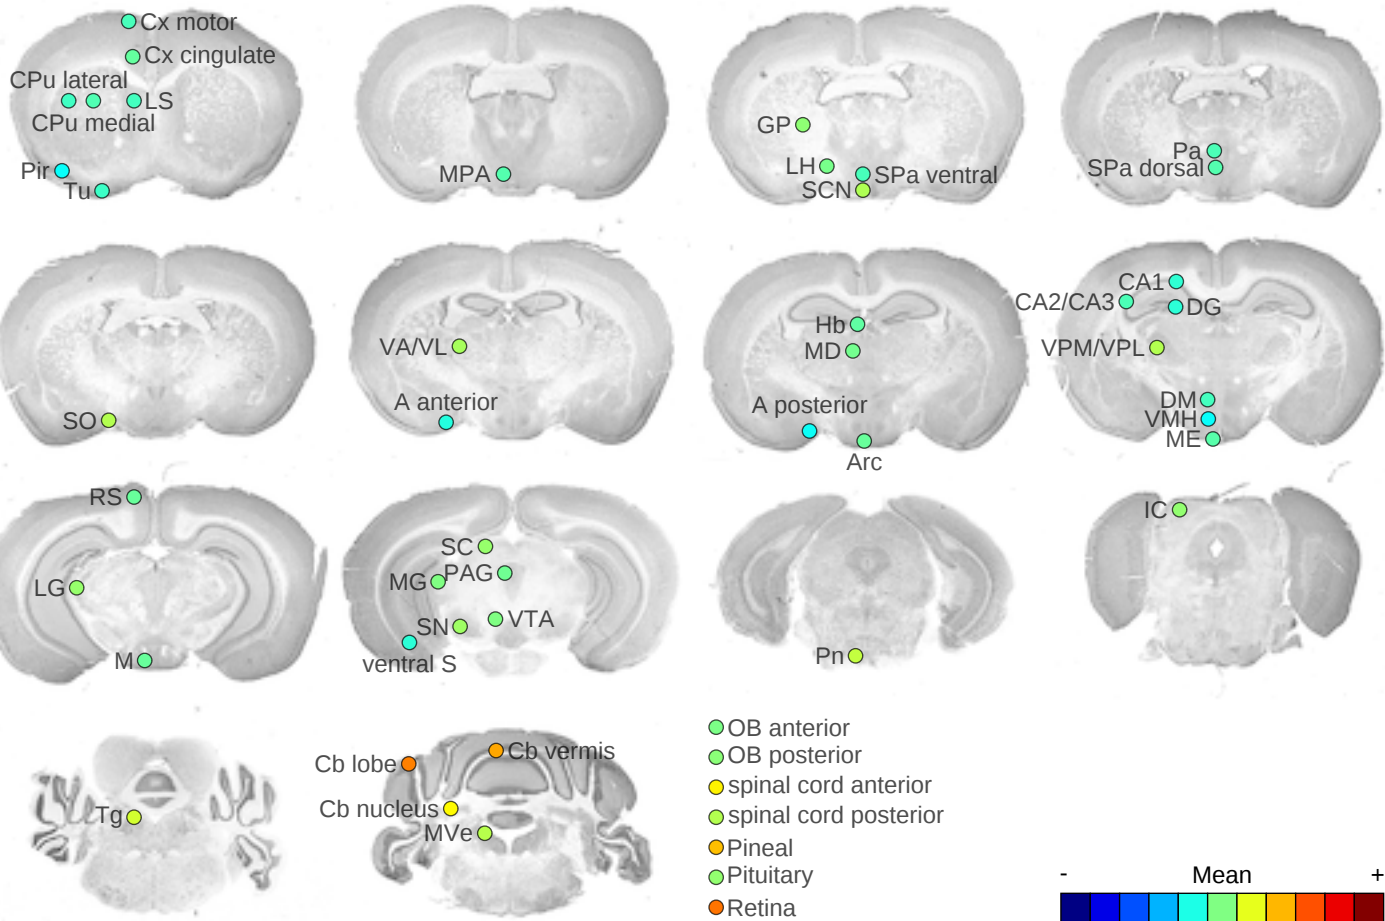 Cx motor
Cx cingulate
CPu lateral
LS
CPu medial
Pir
Tu
MPA
GP
LH
SPa ventral
SCN
Pa
SPa dorsal
SO
VA/VL
A anterior
Hb
MD
A posterior
Arc
CA1
CA2/CA3
DG
VPM/VPL
DM
VMH
ME
RS
LG
M
SC
MG
PAG
SN
VTA
ventral S
Pn
IC
Tg
Cb lobe
Cb vermis
Cb nucleus
MVe
OB anterior
OB posterior
spinal cord anterior
spinal cord posterior
Pineal
Pituitary
Retina
- Mean +